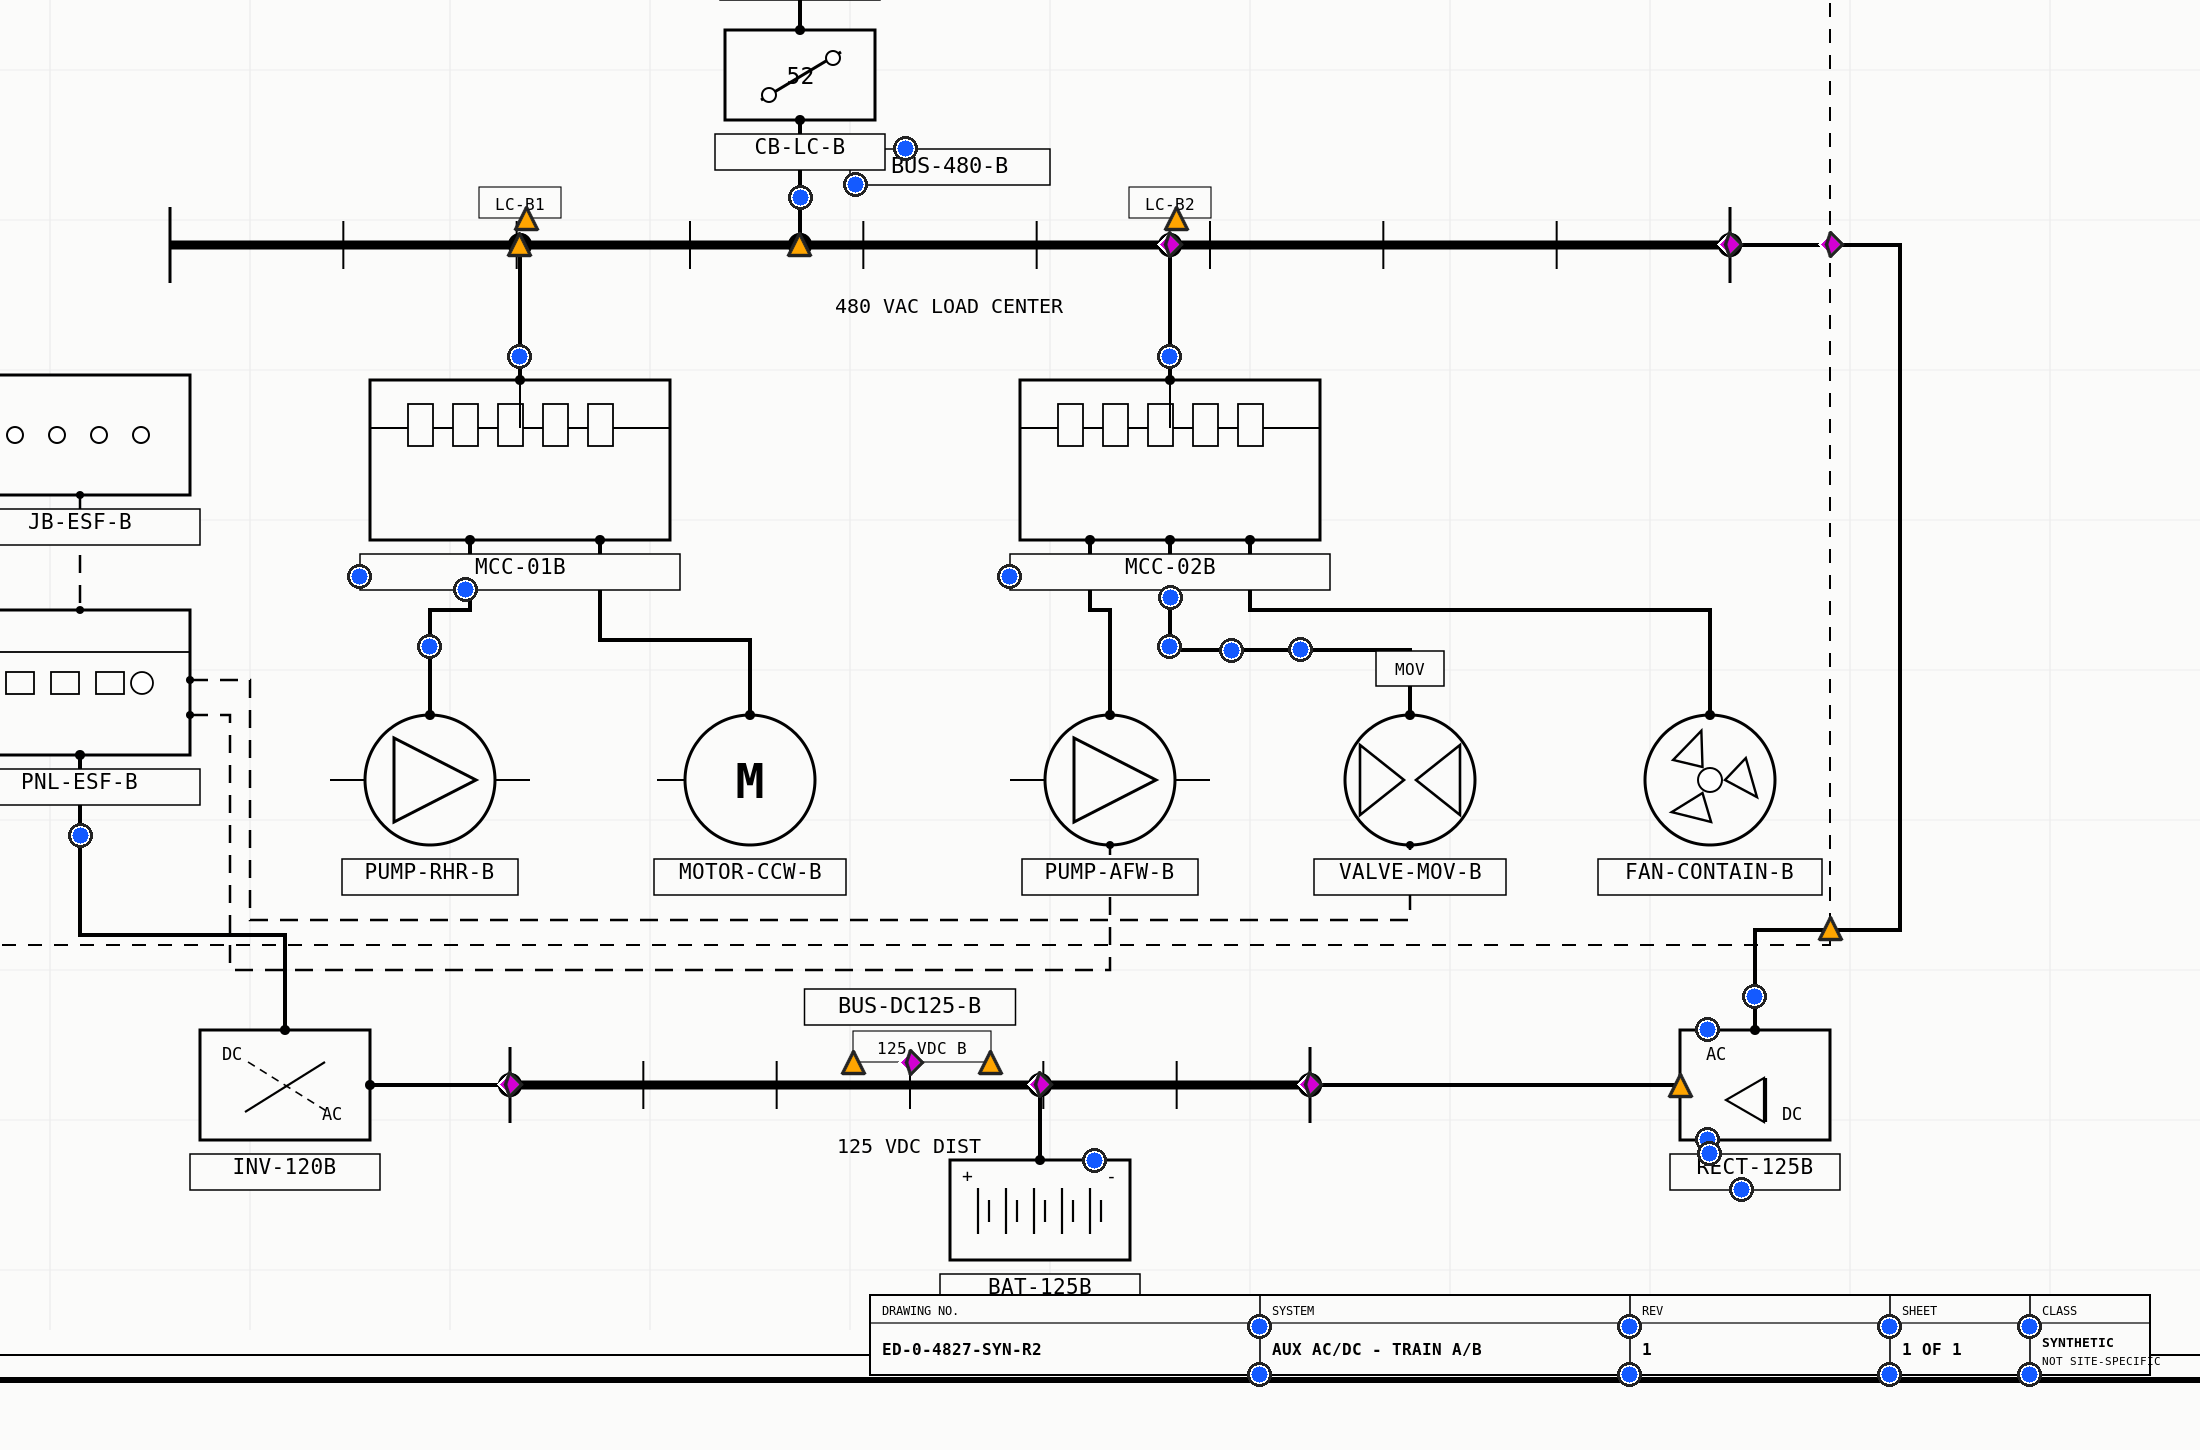 52
CB-LC-B
BUS-480-B
LC-B1
LC-B2
480 VAC LOAD CENTER
JB-ESF-B
MCC-01B
MCC-02B
MOV
PNL-ESF-B
M
PUMP-RHR-B
MOTOR-CCW-B
PUMP-AFW-B
VALVE-MOV-B
FAN-CONTAIN-B
BUS-DC125-B
125 VDC B
DC
AC
INV-120B
125 VDC DIST
AC
DC
RECT-125B
+ -
BAT-125B
DRAWING NO. SYSTEM REV SHEET CLASS
ED-0-4827-SYN-R2 AUX AC/DC - TRAIN A/B 1 1 OF 1 SYNTHETIC
NOT SITE-SPECIFIC